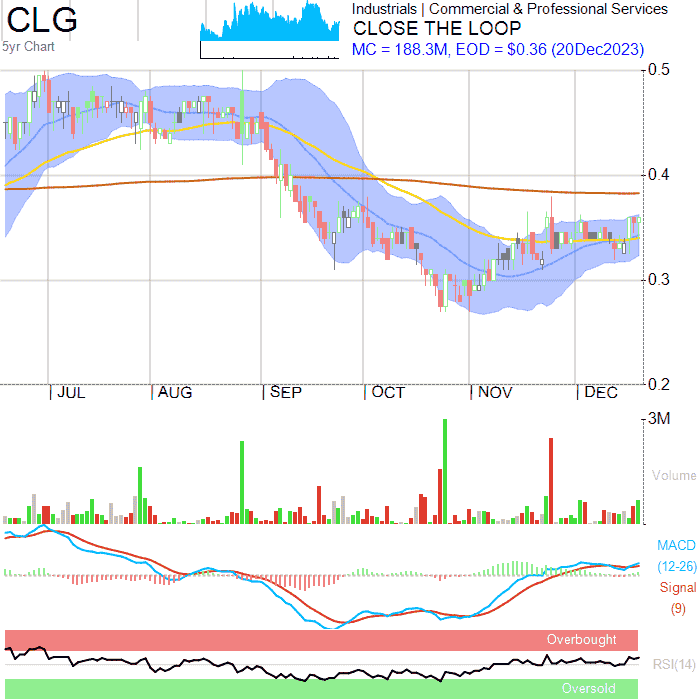 CLG
5yr Chart
Industrials | Commercial & Professional Services
CLOSE THE LOOP
MC = 188.3M, EOD = $0.36 (20Dec2023)
0.5
0.4
0.3
0.2
JUL AUG SEP OCT NOV DEC
3M
Volume
MACD
(12-26)
Signal
(9)
Overbought
RSI(14)
Oversold